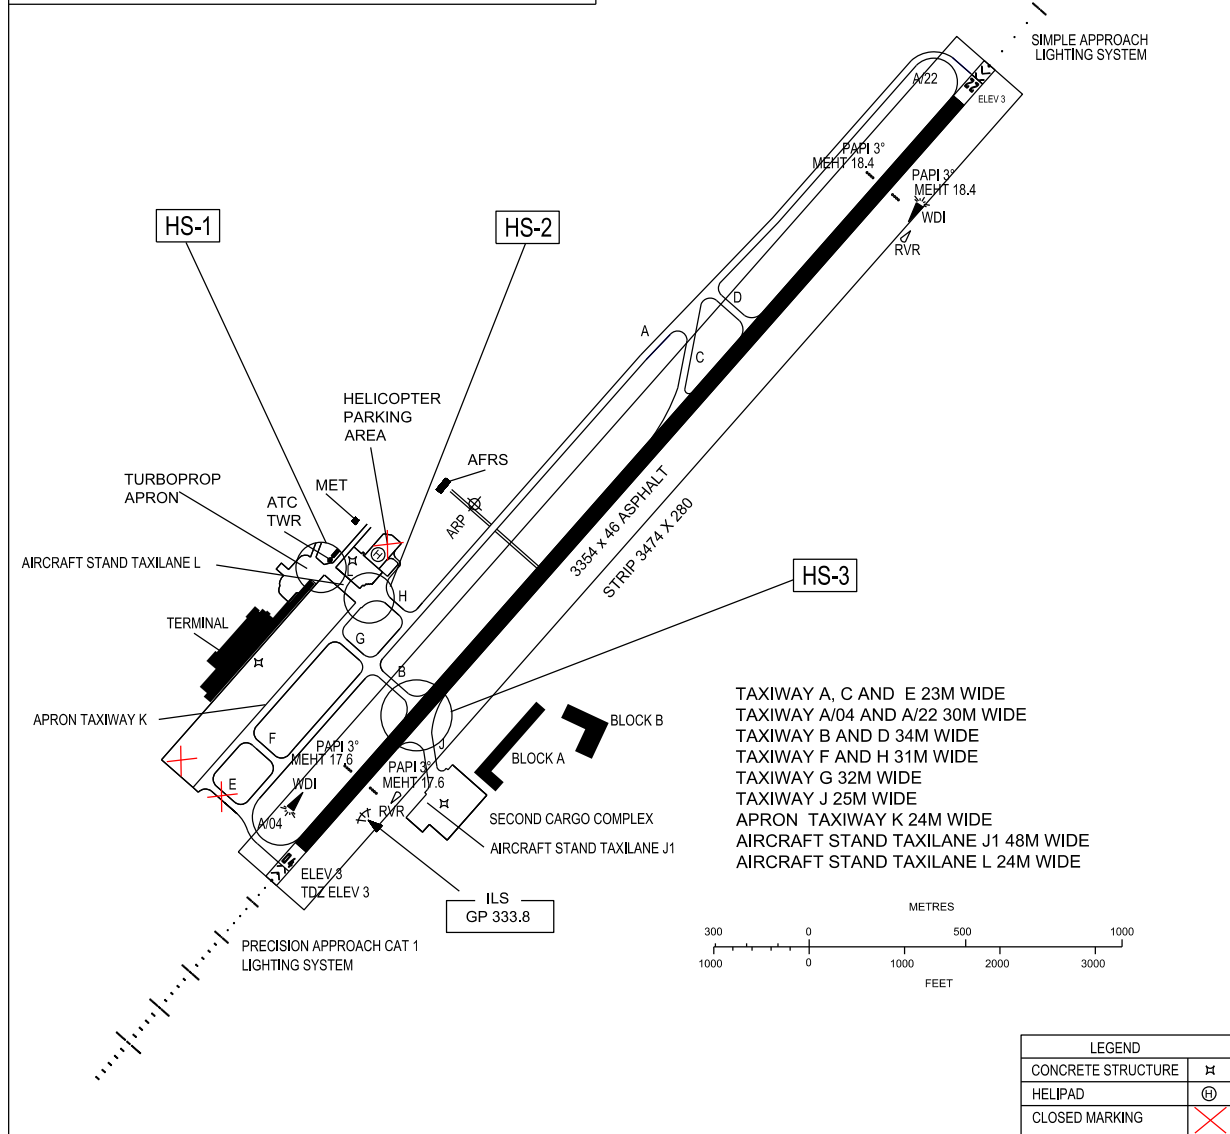 SIMPLE APPROACH
LIGHTING SYSTEM
A/22
ELEV 3
PAPI 3°
MEHT 18.4
PAPI 3°
MEHT 18.4
WDI
RVR
HS-1
HS-2
D
A
C
HELICOPTER
PARKING
AREA
AFRS
TURBOPROP
APRON
MET
ATC
TWR
ARP
3354 x 46 ASPHALT
STRIP 3474 X 280
AIRCRAFT STAND TAXILANE L
L
H
H
HS-3
TERMINAL
G
B
APRON TAXIWAY K
F
J
BLOCK B
BLOCK A
PAPI 3°
MEHT 17.6
PAPI 3°
MEHT 17.6
E
WDI
RVR
A/04
04
SECOND CARGO COMPLEX
AIRCRAFT STAND TAXILANE J1
ELEV 3
TDZ ELEV 3
ILS
GP 333.8
PRECISION APPROACH CAT 1
LIGHTING SYSTEM
TAXIWAY A, C AND E 23M WIDE
TAXIWAY A/04 AND A/22 30M WIDE
TAXIWAY B AND D 34M WIDE
TAXIWAY F AND H 31M WIDE
TAXIWAY G 32M WIDE
TAXIWAY J 25M WIDE
APRON TAXIWAY K 24M WIDE
AIRCRAFT STAND TAXILANE J1 48M WIDE
AIRCRAFT STAND TAXILANE L 24M WIDE
METRES
300 0 500 1000
1000 0 1000 2000 3000
FEET
LEGEND
CONCRETE STRUCTURE
HELIPAD H
CLOSED MARKING